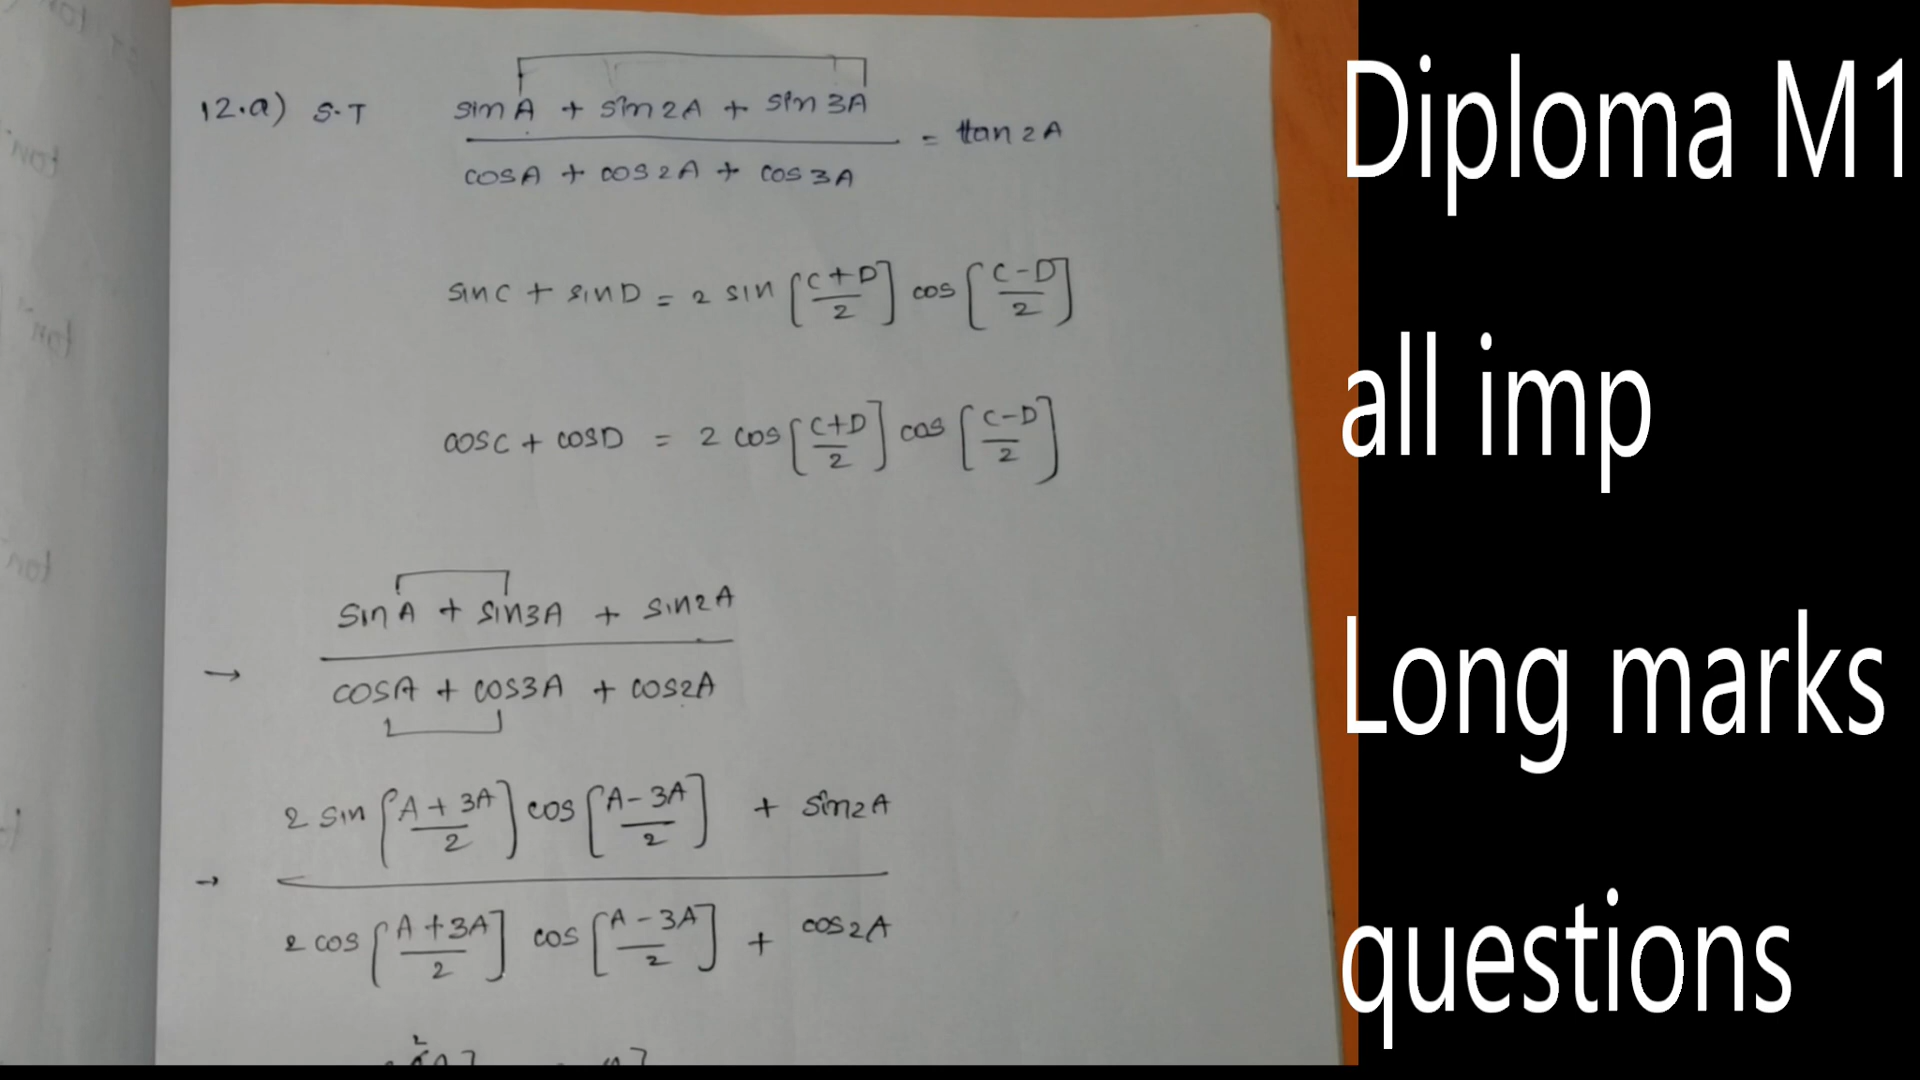 12.a) S.T sin A + sin 2A + sin 3A
cos A + cos 2A + cos 3A
= tan 2A
sin C + sin D = 2 sin [C+D/2] cos [C-D/2]
cos C + cos D = 2 cos [C+D/2] cos [C-D/2]
sin A + sin 3A + sin 2A
→
cos A + cos 3A + cos 2A
2 sin [A+3A/2] cos [A-3A/2] + sin 2A
→
2 cos [A+3A/2] cos [A-3A/2] + cos 2A
Diploma M1
all imp
Long marks
questions